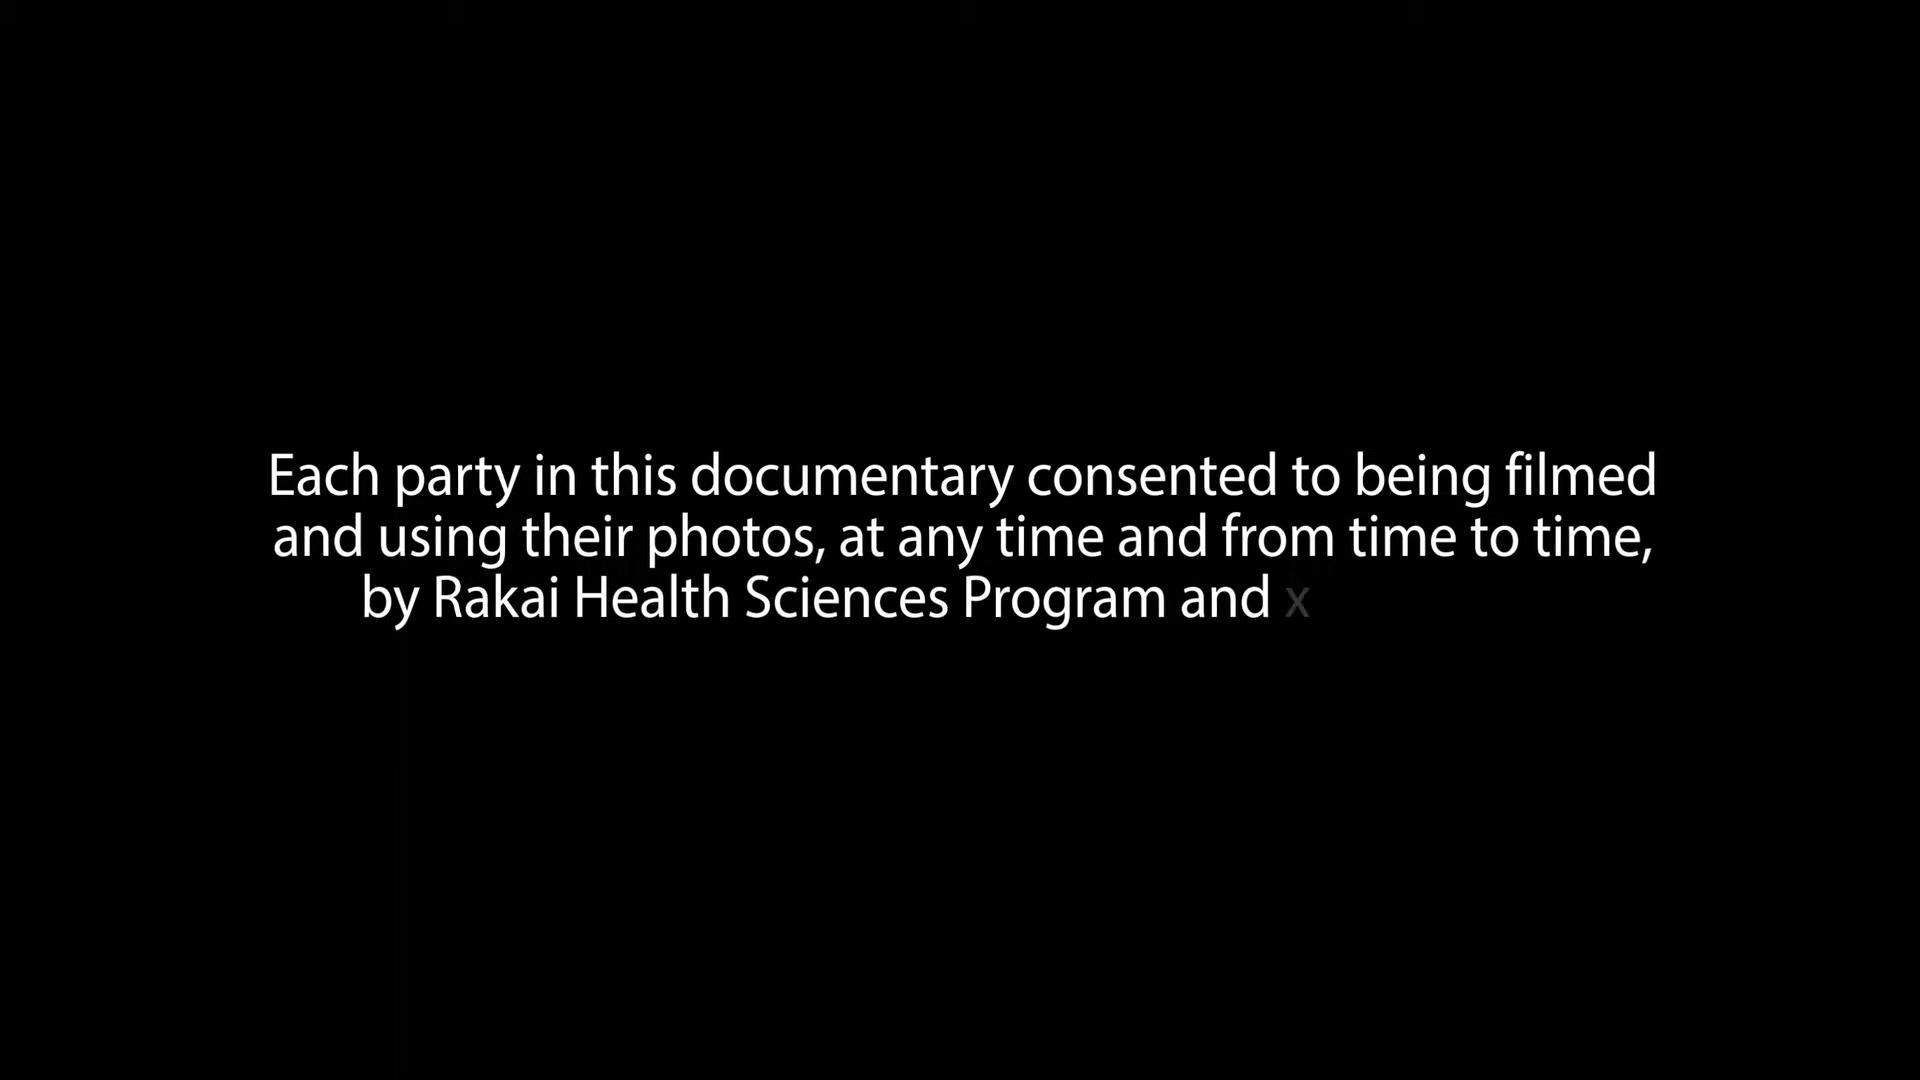 Each party in this documentary consented to being filmed
and using their photos, at any time and from time to time,
by Rakai Health Sciences Program and x